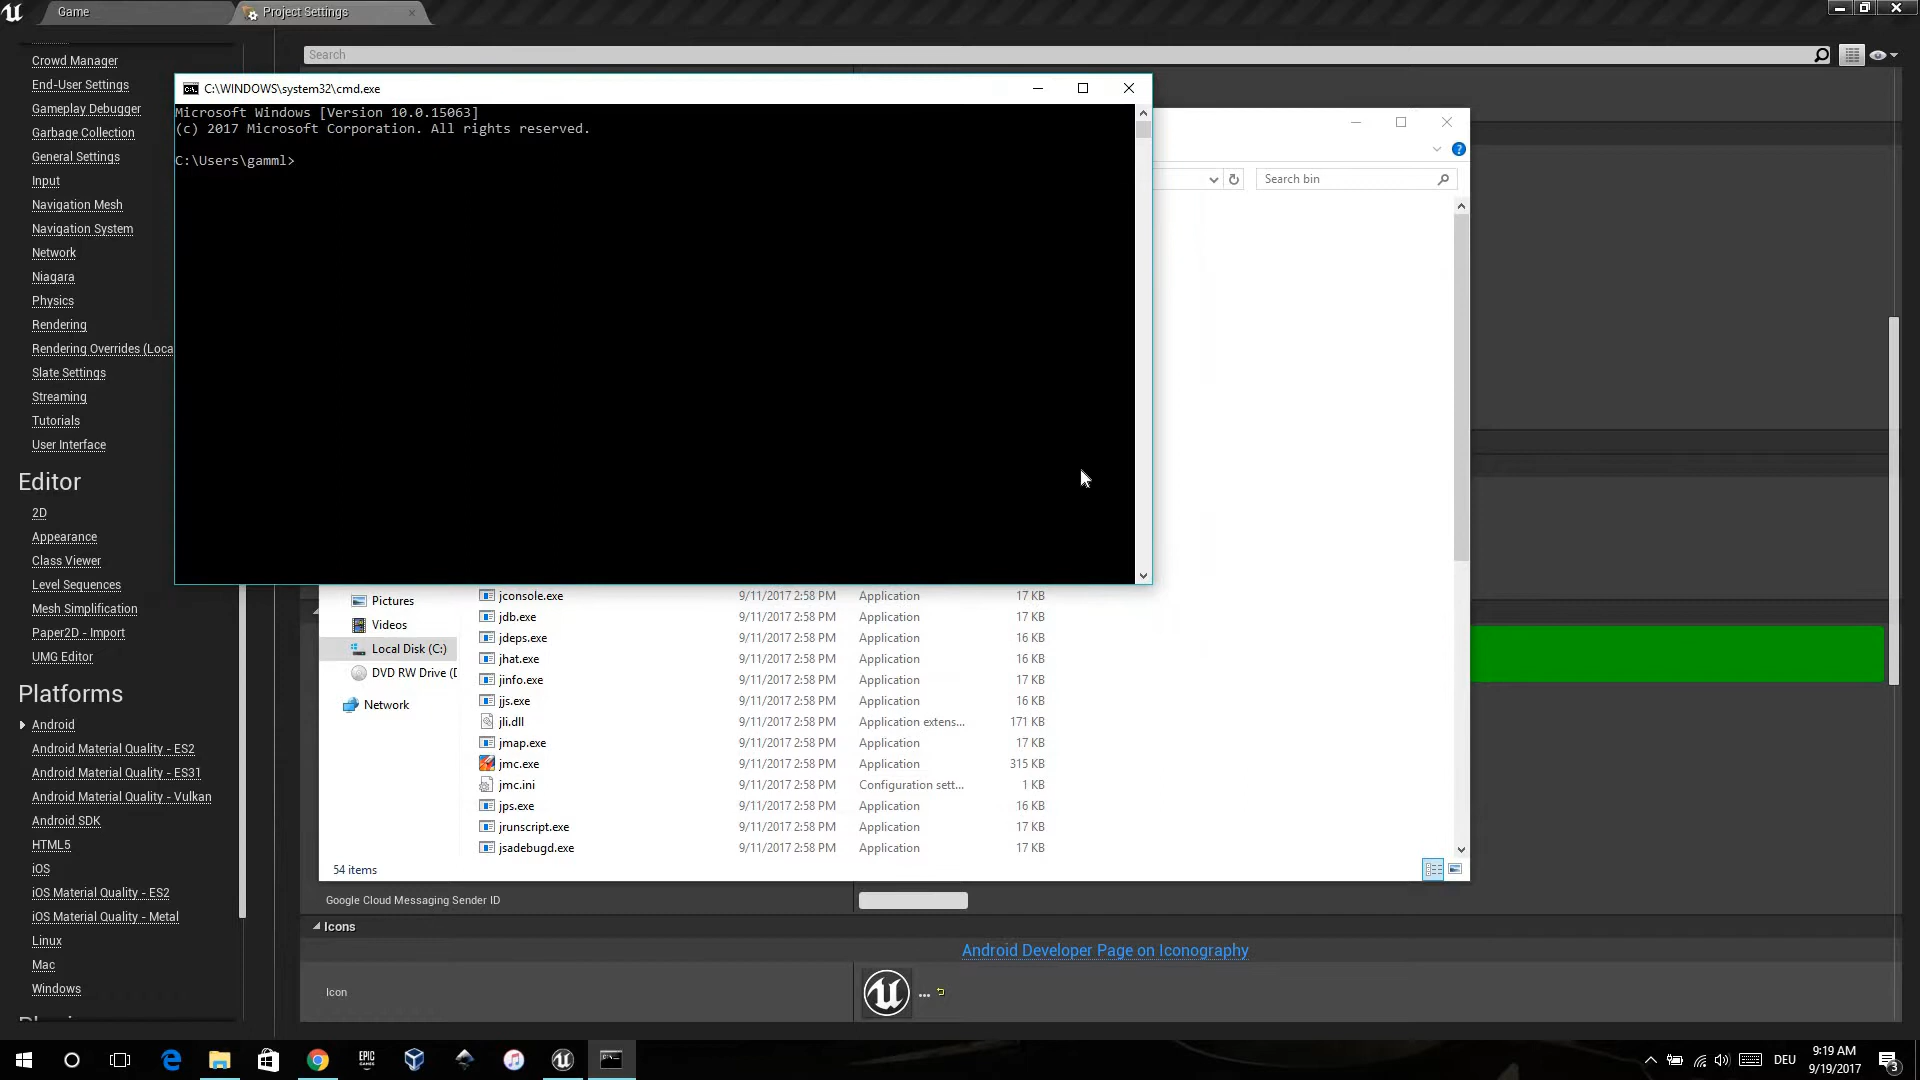 Game
Project Settings
Search
Crowd Manager
End-User Settings
Gameplay Debugger
Garbage Collection
General Settings
Input
Navigation Mesh
Navigation System
Network
Niagara
Physics
Rendering
Rendering Overrides (Loca
Slate Settings
Streaming
Tutorials
User Interface
Editor
2D
Appearance
Class Viewer
Level Sequences
Mesh Simplification
Paper2D - Import
UMG Editor
Platforms
Android
Android Material Quality - ES2
Android Material Quality - ES31
Android Material Quality - Vulkan
Android SDK
HTML5
iOS
iOS Material Quality - ES2
iOS Material Quality - Metal
Linux
Mac
Windows
C:\WINDOWS\system32\cmd.exe
Microsoft Windows [Version 10.0.15063]
(c) 2017 Microsoft Corporation. All rights reserved.
C:\Users\gamml>
Search bin
Pictures
Videos
Local Disk (C:)
DVD RW Drive (D
Network
jconsole.exe 9/11/2017 2:58 PM Application 17 KB
jdb.exe 9/11/2017 2:58 PM Application 17 KB
jdeps.exe 9/11/2017 2:58 PM Application 16 KB
jhat.exe 9/11/2017 2:58 PM Application 16 KB
jinfo.exe 9/11/2017 2:58 PM Application 17 KB
jjs.exe 9/11/2017 2:58 PM Application 16 KB
jli.dll 9/11/2017 2:58 PM Application extens... 171 KB
jmap.exe 9/11/2017 2:58 PM Application 17 KB
jmc.exe 9/11/2017 2:58 PM Application 315 KB
jmc.ini 9/11/2017 2:58 PM Configuration sett... 1 KB
jps.exe 9/11/2017 2:58 PM Application 16 KB
jrunscript.exe 9/11/2017 2:58 PM Application 17 KB
jsadebugd.exe 9/11/2017 2:58 PM Application 17 KB
54 items
Google Cloud Messaging Sender ID
Icons
Android Developer Page on Iconography
Icon
...
EPIC GAMES
DEU
9:19 AM
9/19/2017
3